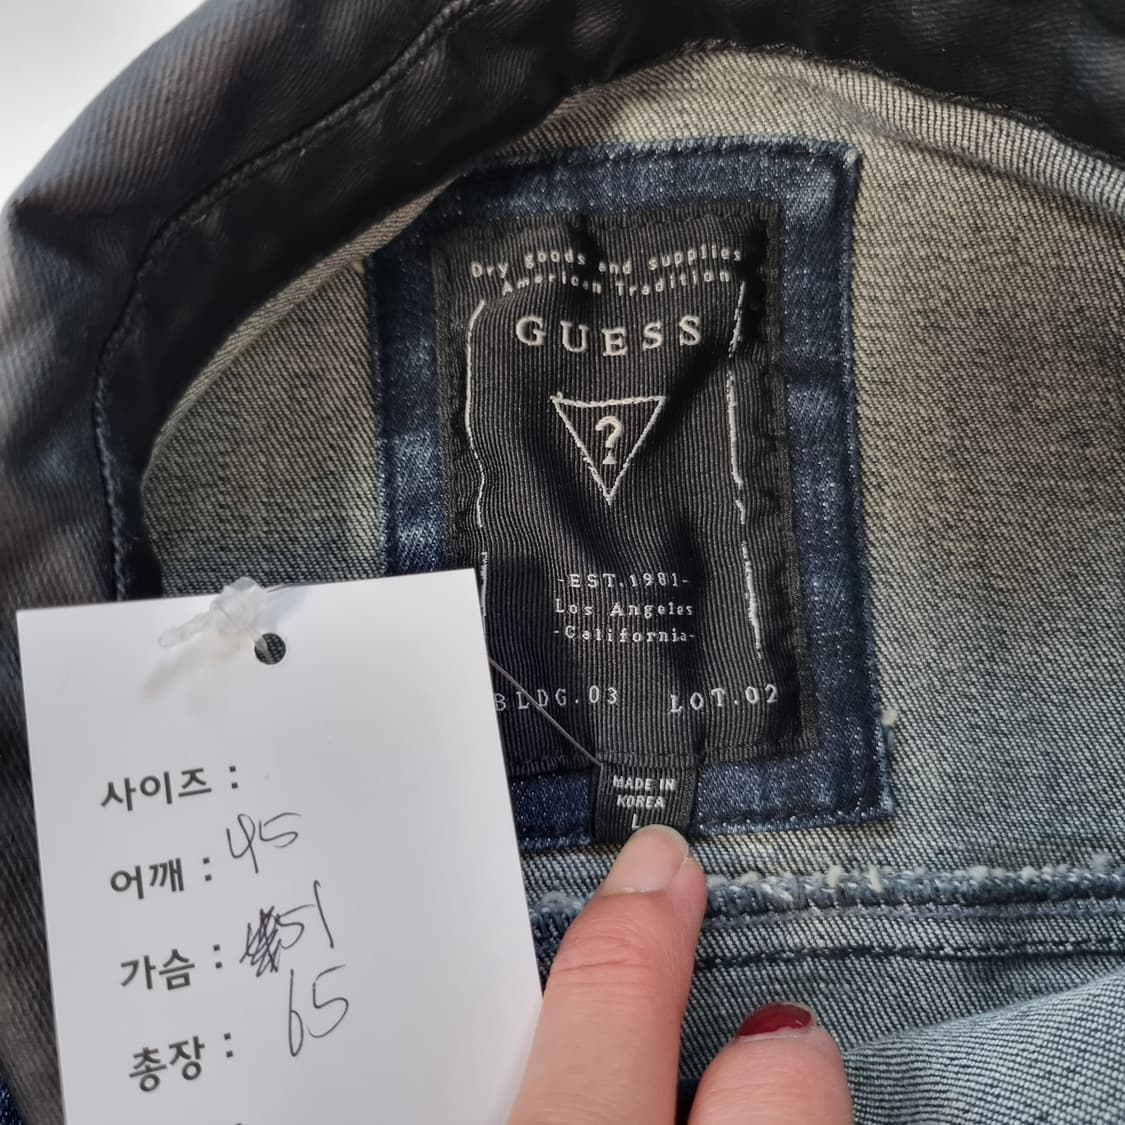 Dry goods and supplies
American Tradition
GUESS
?
-EST.1981-
Los Angeles
-California-
BLDG.03 LOT.02
MADE IN
KOREA
L
사이즈 :
어깨 : 45
가슴 : 51
총장 : 65